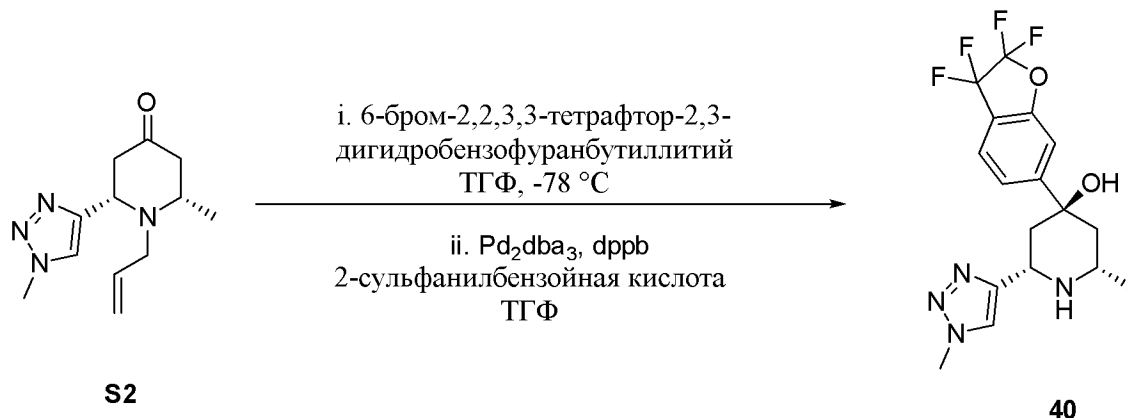 i. 6-бром-2,2,3,3-тетрафтор-2,3-
дигидробензофуранбутиллитий
ТГФ, -78 °C
ii. Pd2dba3, dppb
2-сульфанилбензойная кислота
ТГФ
O
N
N
N
N
S2
F
F
F
F
O
OH
N
N
N
N
H
40